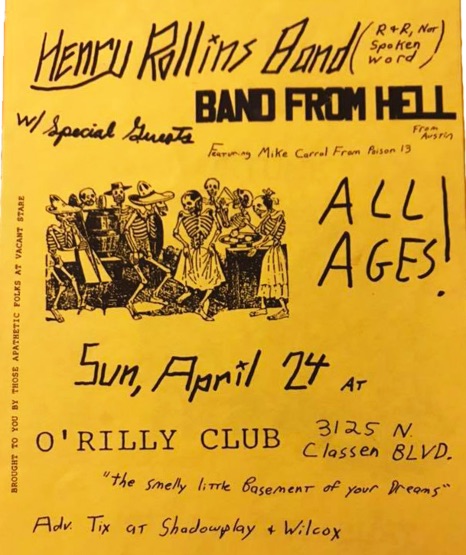 Henry Rollins Band (R & R, Not Spoken Word)
w/ Special Guests
BAND FROM HELL
From Austin
Featuring Mike Carrol From Poison 13
ALL AGES!
Sun, April 24 AT
O'RILLY CLUB
3125 N. Classen BLVD.
"the smelly little Basement of your Dreams"
Adv. Tix at Shadowplay & Wilcox
BROUGHT TO YOU BY THOSE APATHETIC FOLKS AT VACANT STARE